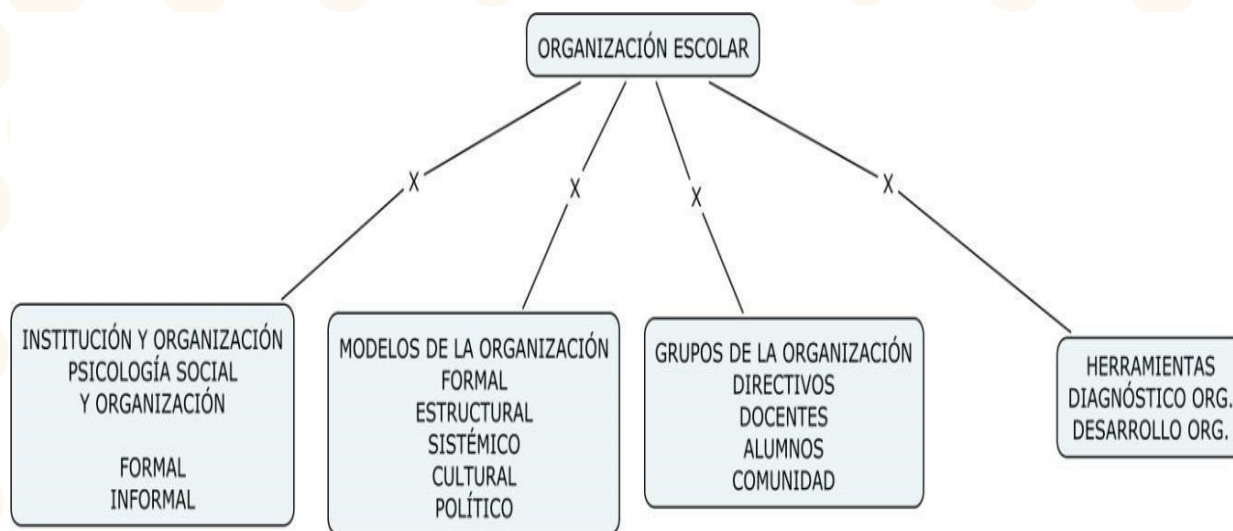 ORGANIZACIÓN ESCOLAR
X
X
X
X
INSTITUCIÓN Y ORGANIZACIÓN
PSICOLOGÍA SOCIAL
Y ORGANIZACIÓN
FORMAL
INFORMAL
MODELOS DE LA ORGANIZACIÓN
FORMAL
ESTRUCTURAL
SISTÉMICO
CULTURAL
POLÍTICO
GRUPOS DE LA ORGANIZACIÓN
DIRECTIVOS
DOCENTES
ALUMNOS
COMUNIDAD
HERRAMIENTAS
DIAGNÓSTICO ORG.
DESARROLLO ORG.